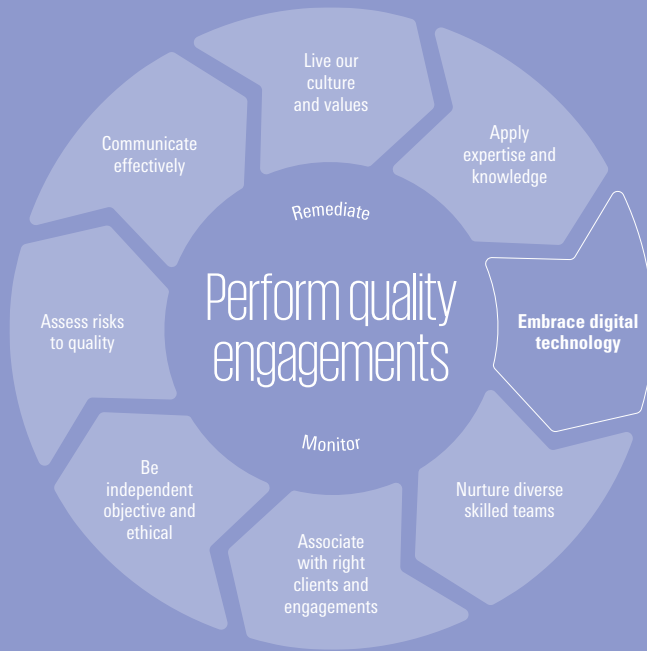 Live our
culture
and values
Apply
expertise and
knowledge
Embrace digital
technology
Nurture diverse
skilled teams
Associate
with right
clients and
engagements
Be
independent
objective and
ethical
Assess risks
to quality
Communicate
effectively
Remediate
Perform quality
engagements
Monitor